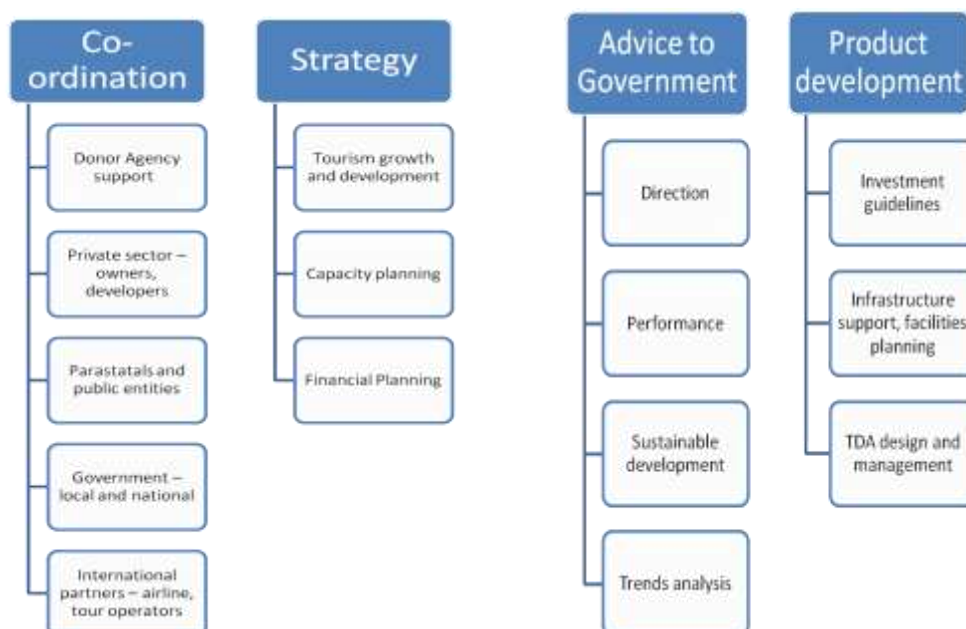 Co-
ordination
Donor Agency
support
Private sector –
owners,
developers
Parastatals and
public entities
Government –
local and national
International
partners – airline,
tour operators
Strategy
Tourism growth
and development
Capacity planning
Financial Planning
Advice to
Government
Direction
Performance
Sustainable
development
Trends analysis
Product
development
Investment
guidelines
Infrastructure
support, facilities
planning
TDA design and
management